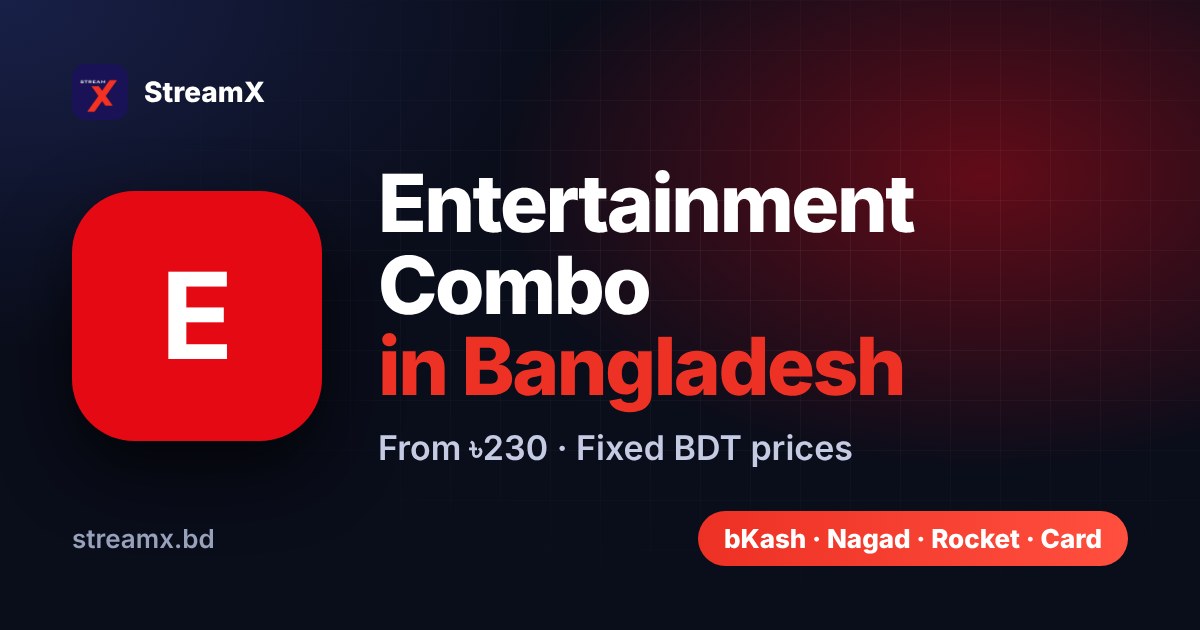 STREAM
X
StreamX
E
Entertainment
Combo
in Bangladesh
From ৳230 · Fixed BDT prices
streamx.bd
bKash · Nagad · Rocket · Card